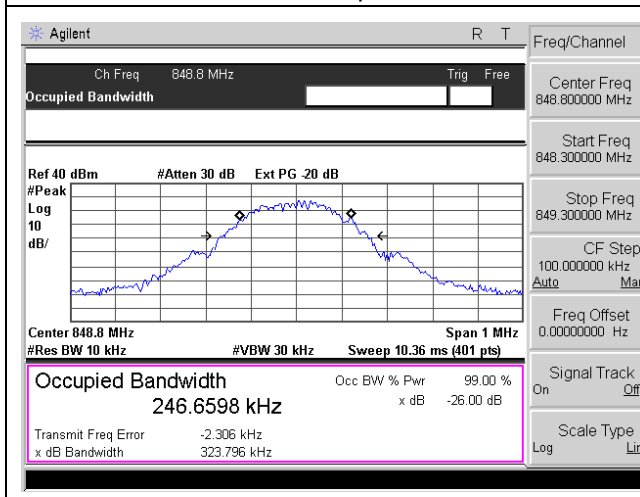 Agilent R T
Ch Freq 848.8 MHz Trig Free
Occupied Bandwidth
Ref 40 dBm #Atten 30 dB Ext PG -20 dB
#Peak
Log
10
dB/
Center 848.8 MHz Span 1 MHz
#Res BW 10 kHz #VBW 30 kHz Sweep 10.36 ms (401 pts)
Occupied Bandwidth Occ BW % Pwr 99.00 %
246.6598 kHz x dB -26.00 dB
Transmit Freq Error -2.306 kHz
x dB Bandwidth 323.796 kHz
Freq/Channel
Center Freq
848.800000 MHz
Start Freq
848.300000 MHz
Stop Freq
849.300000 MHz
CF Step
100.000000 kHz
Auto Ma
Freq Offset
0.00000000 Hz
Signal Track
On Off
Scale Type
Log Lin